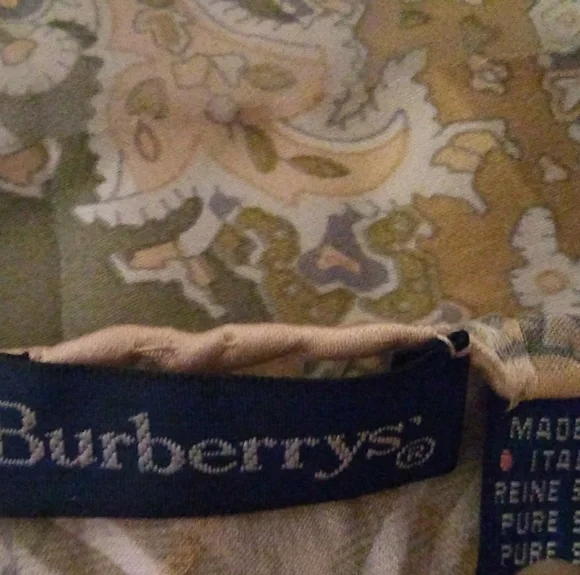 Burberrys®
MADE
ITAL
REINE S
PURE S
PURE S